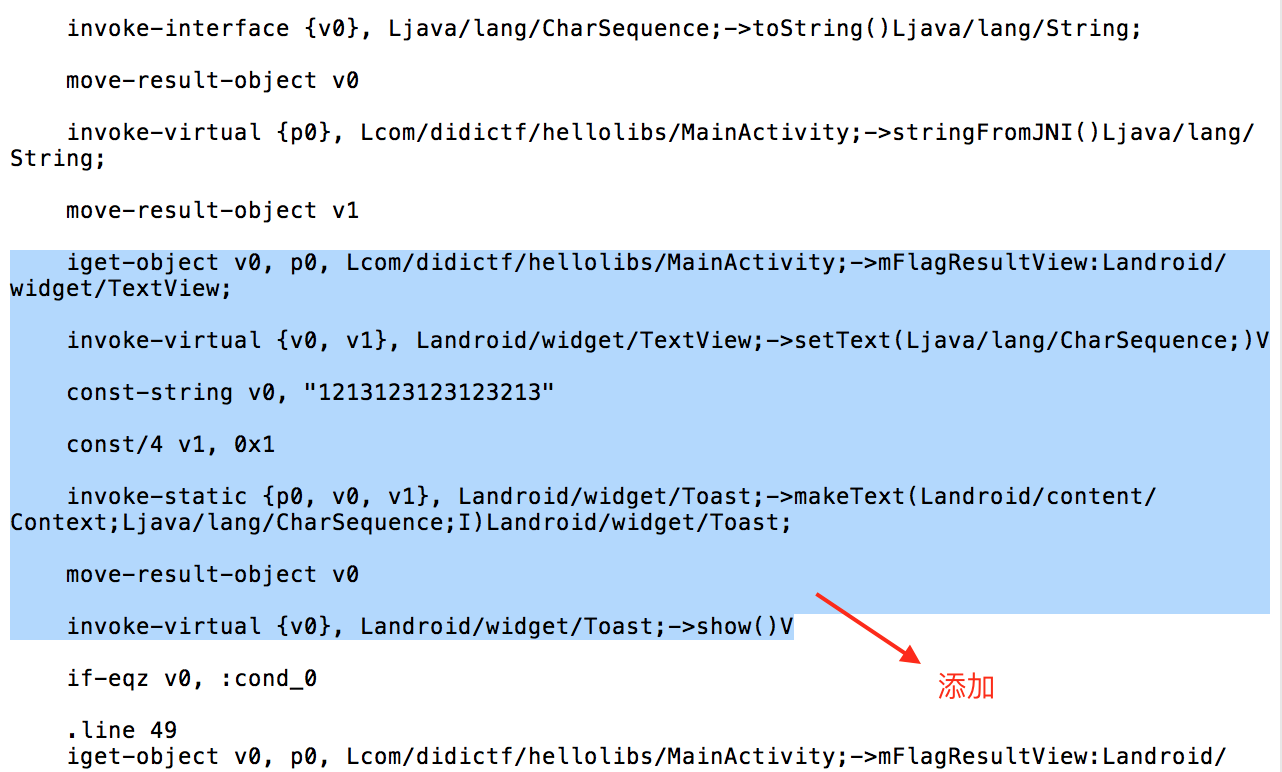 invoke-interface {v0}, Ljava/lang/CharSequence;->toString()Ljava/lang/String;
move-result-object v0
invoke-virtual {p0}, Lcom/didictf/hellolibs/MainActivity;->stringFromJNI()Ljava/lang/
String;
move-result-object v1
iget-object v0, p0, Lcom/didictf/hellolibs/MainActivity;->mFlagResultView:Landroid/
widget/TextView;
invoke-virtual {v0, v1}, Landroid/widget/TextView;->setText(Ljava/lang/CharSequence;)V
const-string v0, "1213123123123213"
const/4 v1, 0x1
invoke-static {p0, v0, v1}, Landroid/widget/Toast;->makeText(Landroid/content/
Context;Ljava/lang/CharSequence;I)Landroid/widget/Toast;
move-result-object v0
invoke-virtual {v0}, Landroid/widget/Toast;->show()V
if-eqz v0, :cond_0
添加
.line 49
iget-object v0, p0, Lcom/didictf/hellolibs/MainActivity;->mFlagResultView:Landroid/